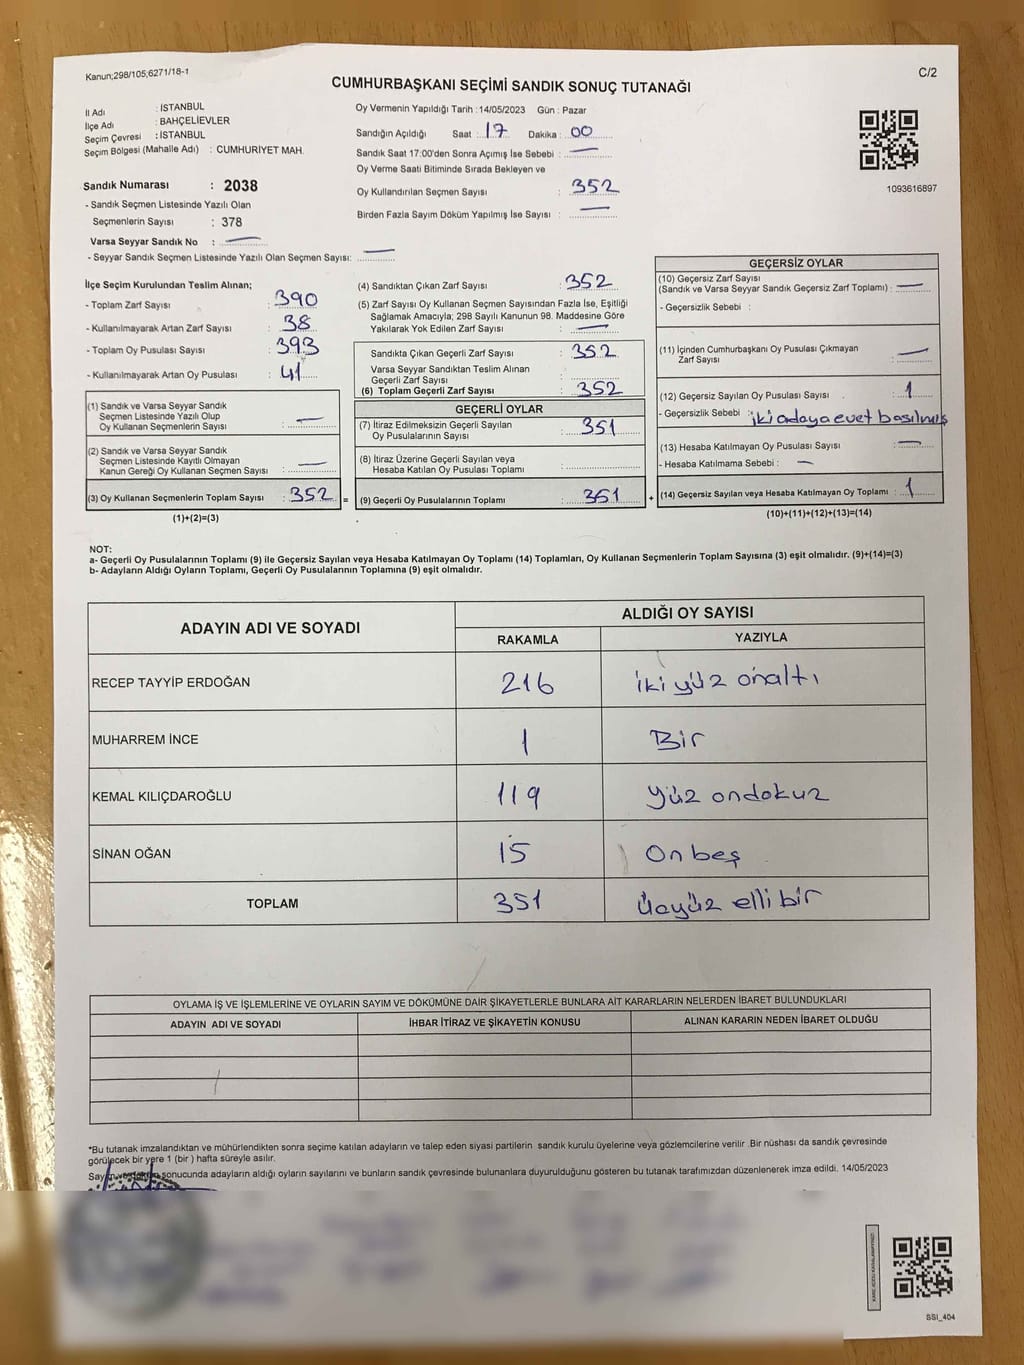 Kanun;298/105;6271/18-1
C/2
CUMHURBAŞKANI SEÇİMİ SANDIK SONUÇ TUTANAĞI
İl Adı : İSTANBUL
İlçe Adı : BAHÇELİEVLER
Seçim Çevresi : İSTANBUL
Seçim Bölgesi (Mahalle Adı) : CUMHURİYET MAH.
Sandık Numarası : 2038
- Sandık Seçmen Listesinde Yazılı Olan
Seçmenlerin Sayısı : 378
Varsa Seyyar Sandık No : —
- Seyyar Sandık Seçmen Listesinde Yazılı Olan Seçmen Sayısı: —
Oy Vermenin Yapıldığı Tarih : 14/05/2023 Gün : Pazar
Sandığın Açıldığı Saat : 17 Dakika : 00
Sandık Saat 17:00'den Sonra Açımış İse Sebebi : —
Oy Verme Saati Bitiminde Sırada Bekleyen ve
Oy Kullandırılan Seçmen Sayısı : 352
Birden Fazla Sayım Döküm Yapılmış İse Sayısı : —
1093616897
İlçe Seçim Kurulundan Teslim Alınan;
- Toplam Zarf Sayısı : 390
- Kullanılmayarak Artan Zarf Sayısı : 38
- Toplam Oy Pusulası Sayısı : 393
- Kullanılmayarak Artan Oy Pusulası : 41
(1) Sandık ve Varsa Seyyar Sandık
Seçmen Listesinde Yazılı Olup
Oy Kullanan Seçmenlerin Sayısı : —
(2) Sandık ve Varsa Seyyar Sandık
Seçmen Listesinde Kayıtlı Olmayan
Kanun Gereği Oy Kullanan Seçmen Sayısı : —
(3) Oy Kullanan Seçmenlerin Toplam Sayısı : 352 =
(1)+(2)=(3)
(4) Sandıktan Çıkan Zarf Sayısı : 352
(5) Zarf Sayısı Oy Kullanan Seçmen Sayısından Fazla İse, Eşitliği
Sağlamak Amacıyla; 298 Sayılı Kanunun 98. Maddesine Göre
Yakılarak Yok Edilen Zarf Sayısı : —
Sandıkta Çıkan Geçerli Zarf Sayısı : 352
Varsa Seyyar Sandıktan Teslim Alınan
Geçerli Zarf Sayısı :
(6) Toplam Geçerli Zarf Sayısı : 352
GEÇERLİ OYLAR
(7) İtiraz Edilmeksizin Geçerli Sayılan
Oy Pusulalarının Sayısı : 351
(8) İtiraz Üzerine Geçerli Sayılan veya
Hesaba Katılan Oy Pusulası Toplamı :
(9) Geçerli Oy Pusulalarının Toplamı : 351 +
GEÇERSİZ OYLAR
(10) Geçersiz Zarf Sayısı
(Sandık ve Varsa Seyyar Sandık Geçersiz Zarf Toplamı) : —
- Geçersizlik Sebebi :
(11) İçinden Cumhurbaşkanı Oy Pusulası Çıkmayan
Zarf Sayısı : —
(12) Geçersiz Sayılan Oy Pusulası Sayısı : 1
- Geçersizlik Sebebi : iki adaya evet basılmış
(13) Hesaba Katılmayan Oy Pusulası Sayısı : —
- Hesaba Katılmama Sebebi : —
(14) Geçersiz Sayılan veya Hesaba Katılmayan Oy Toplamı : 1
(10)+(11)+(12)+(13)=(14)
NOT:
a- Geçerli Oy Pusulalarının Toplamı (9) ile Geçersiz Sayılan veya Hesaba Katılmayan Oy Toplamı (14) Toplamları, Oy Kullanan Seçmenlerin Toplam Sayısına (3) eşit olmalıdır. (9)+(14)=(3)
b- Adayların Aldığı Oyların Toplamı, Geçerli Oy Pusulalarının Toplamına (9) eşit olmalıdır.
ADAYIN ADI VE SOYADI ALDIĞI OY SAYISI
RAKAMLA YAZIYLA
RECEP TAYYİP ERDOĞAN 216 iki yüz onaltı
MUHARREM İNCE 1 Bir
KEMAL KILIÇDAROĞLU 119 yüz ondokuz
SİNAN OĞAN 15 On beş
TOPLAM 351 Üçyüz elli bir
OYLAMA İŞ VE İŞLEMLERİNE VE OYLARIN SAYIM VE DÖKÜMÜNE DAİR ŞİKAYETLERLE BUNLARA AİT KARARLARIN NELERDEN İBARET BULUNDUKLARI
ADAYIN ADI VE SOYADI İHBAR İTİRAZ VE ŞİKAYETİN KONUSU ALINAN KARARIN NEDEN İBARET OLDUĞU
*Bu tutanak imzalandıktan ve mühürlendikten sonra seçime katılan adayların ve talep eden siyasi partilerin sandık kurulu üyelerine veya gözlemcilerine verilir .Bir nüshası da sandık çevresinde
görülecek bir yere 1 (bir ) hafta süreyle asılır.
sonucunda adayların aldığı oyların sayılarını ve bunların sandık çevresinde bulunanlara duyurulduğunu gösteren bu tutanak tarafımızdan düzenlenerek imza edildi. 14/05/2023
SSI_404